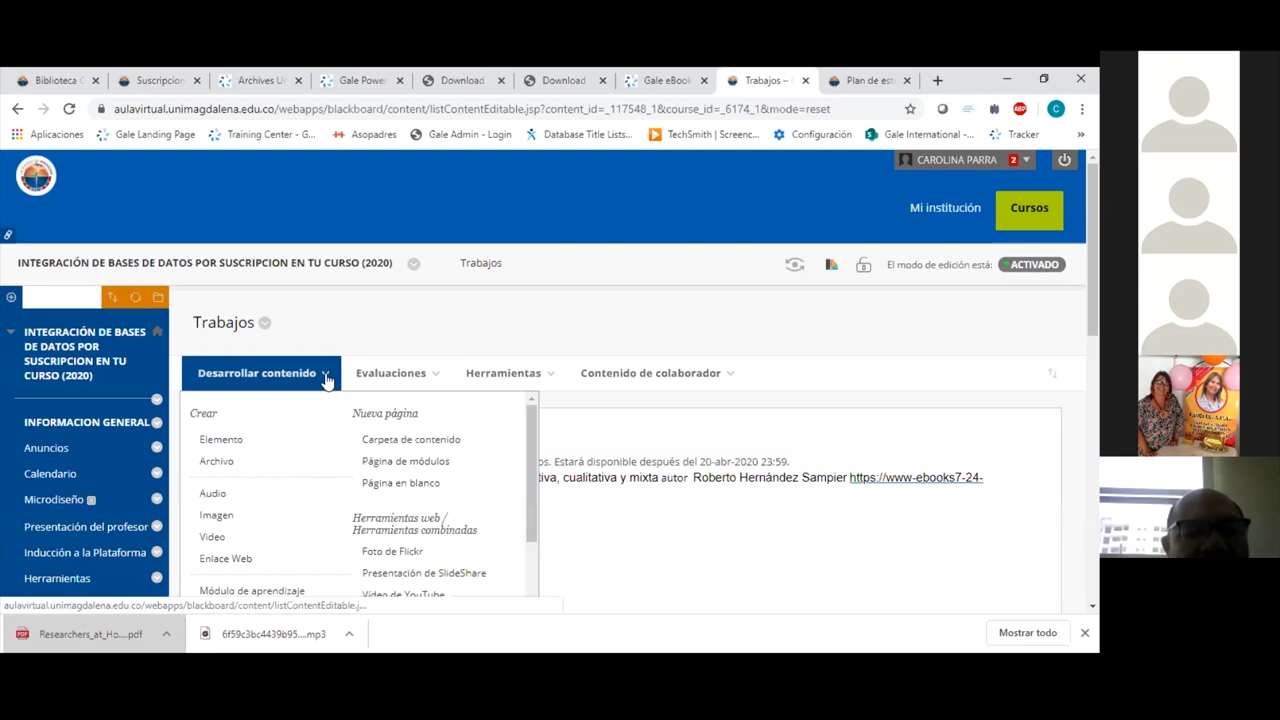 Biblioteca
Suscripcion
Archives Un
Gale Power
Download
Download
Gale eBook
Trabajos –
Plan de est
aulavirtual.unimagdalena.edu.co/webapps/blackboard/content/listContentEditable.jsp?content_id=_117548_1&course_id=_6174_1&mode=reset
ABP
C
Aplicaciones
Gale Landing Page
Training Center - G...
Asopadres
Gale Admin - Login
Database Title Lists...
TechSmith | Screenc...
Configuración
Gale International -...
Tracker
CAROLINA PARRA 2
Mi institución
Cursos
INTEGRACIÓN DE BASES DE DATOS POR SUSCRIPCION EN TU CURSO (2020)
Trabajos
El modo de edición está: ACTIVADO
INTEGRACIÓN DE BASES
DE DATOS POR
SUSCRIPCION EN TU
CURSO (2020)
INFORMACION GENERAL
Anuncios
Calendario
Microdiseño
Presentación del profesor
Inducción a la Plataforma
Herramientas
Trabajos
Desarrollar contenido
Evaluaciones
Herramientas
Contenido de colaborador
Crear
Elemento
Archivo
Audio
Imagen
Video
Enlace Web
Módulo de aprendizaje
Nueva página
Carpeta de contenido
Página de módulos
Página en blanco
Herramientas web /
Herramientas combinadas
Foto de Flickr
Presentación de SlideShare
Vídeo de YouTube
os. Estará disponible después del 20-abr-2020 23:59.
tiva, cualitativa y mixta autor Roberto Hernández Sampier https://www-ebooks7-24-
aulavirtual.unimagdalena.edu.co/webapps/blackboard/content/listContentEditable.j...
Researchers_at_Ho....pdf
6f59c3bc4439b95....mp3
Mostrar todo